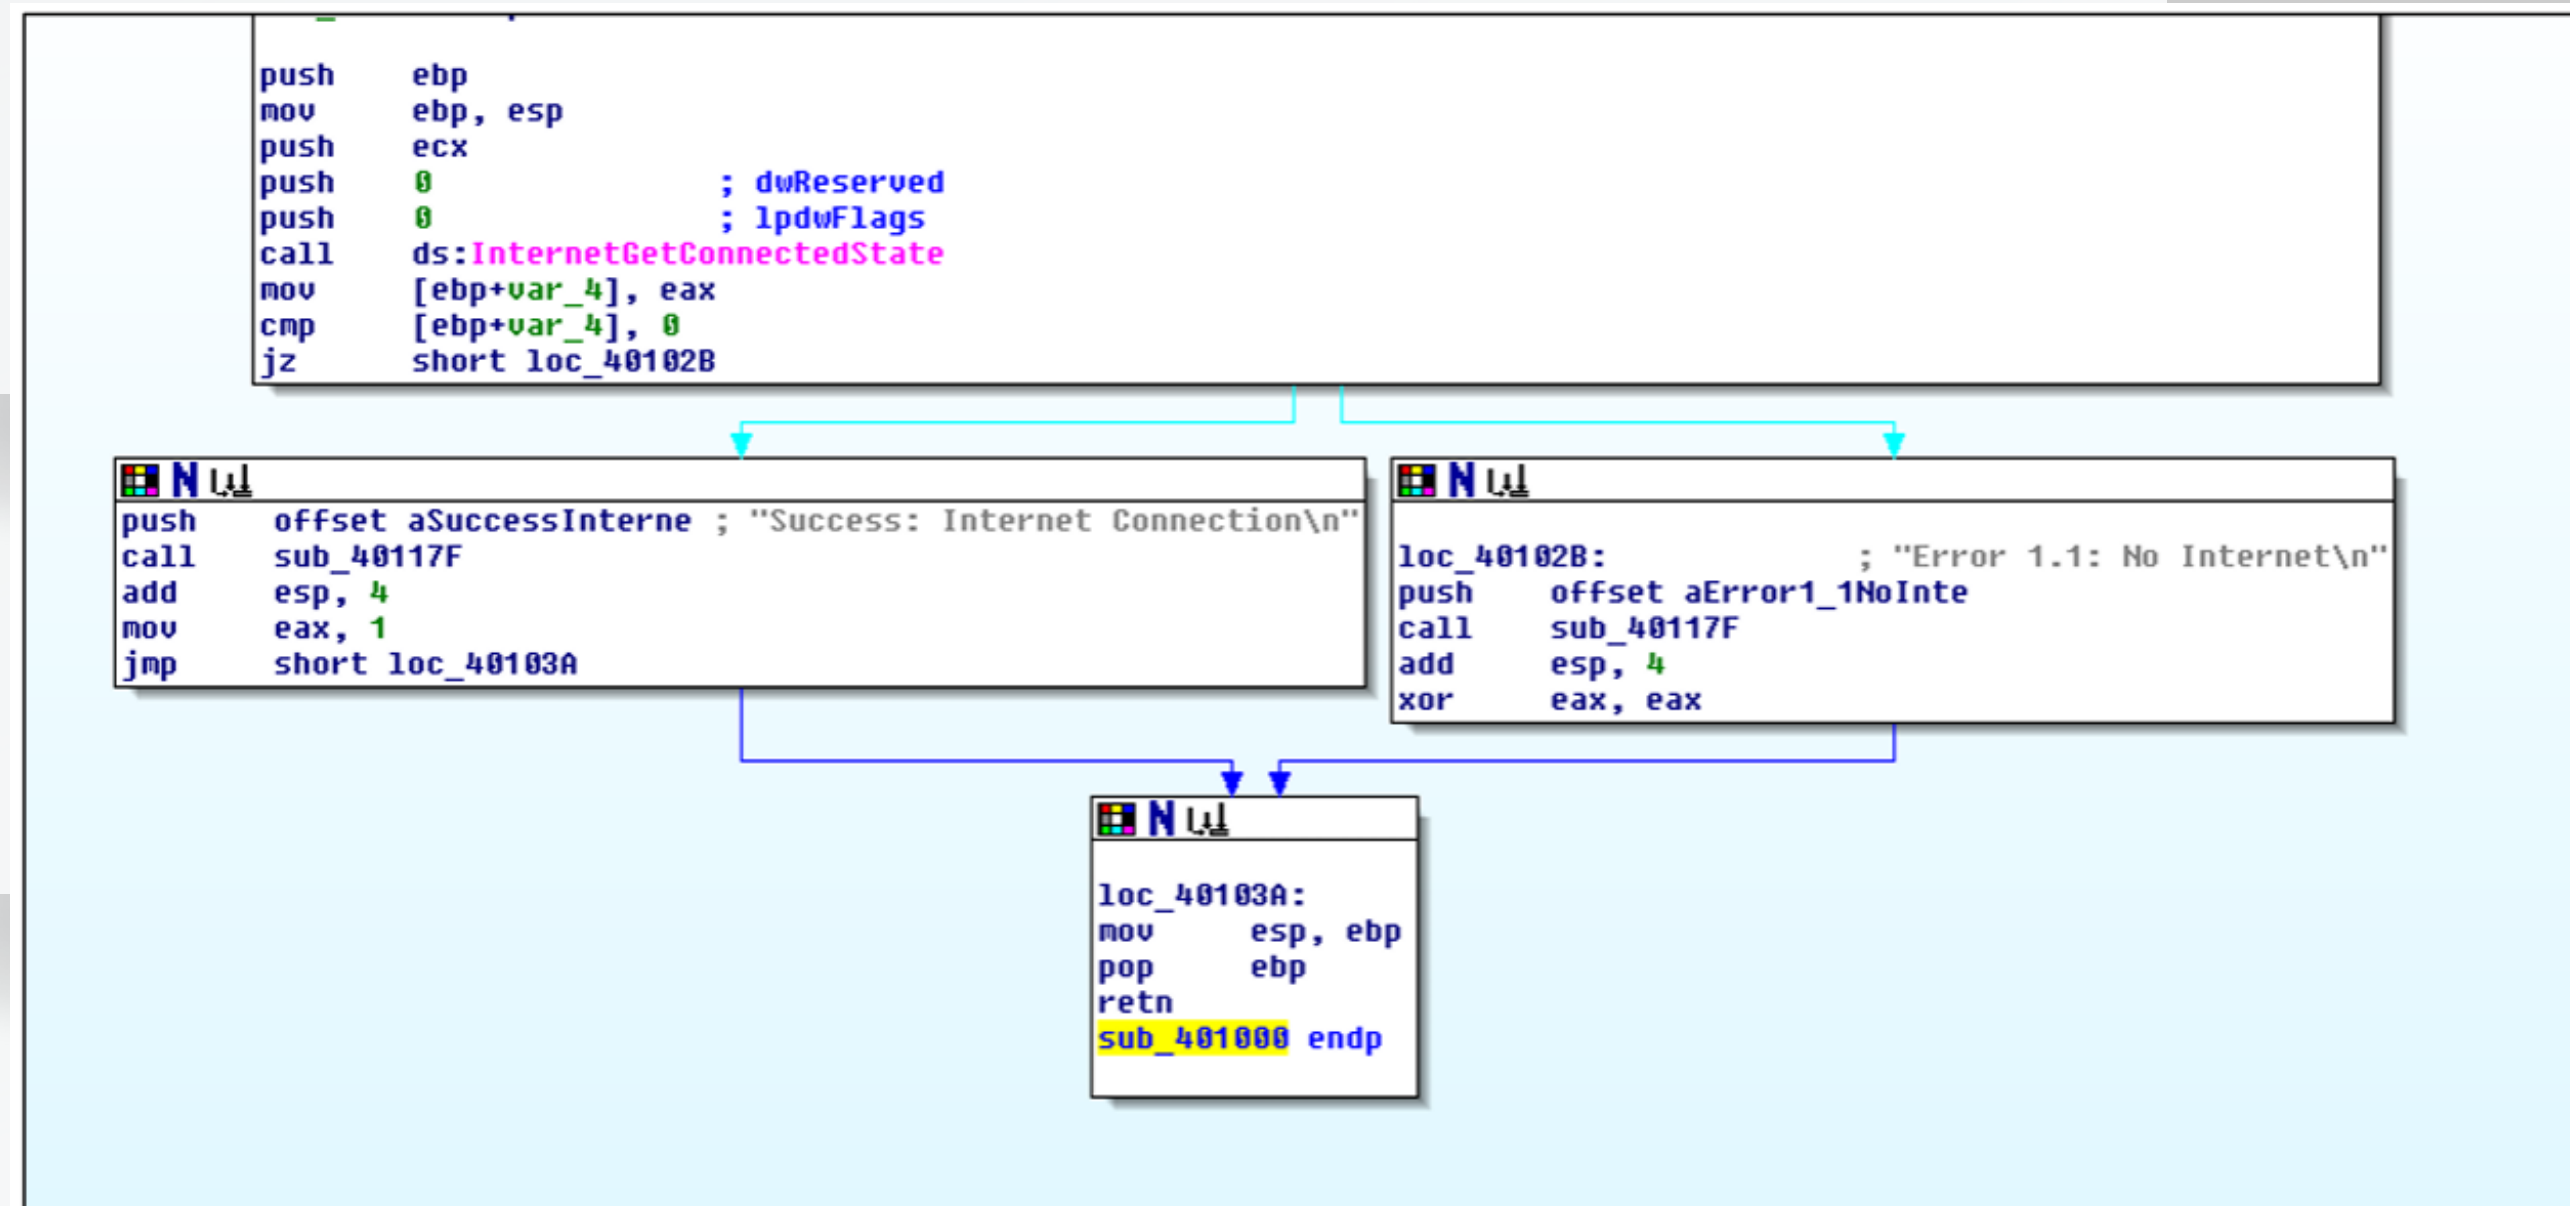 push ebp
mov ebp, esp
push ecx
push 0 ; dwReserved
push 0 ; lpdwFlags
call ds:InternetGetConnectedState
mov [ebp+var_4], eax
cmp [ebp+var_4], 0
jz short loc_40102B
push offset aSuccessInterne ; "Success: Internet Connection\n"
call sub_40117F
add esp, 4
mov eax, 1
jmp short loc_40103A
loc_40102B: ; "Error 1.1: No Internet\n"
push offset aError1_1NoInte
call sub_40117F
add esp, 4
xor eax, eax
loc_40103A:
mov esp, ebp
pop ebp
retn
sub_401000 endp